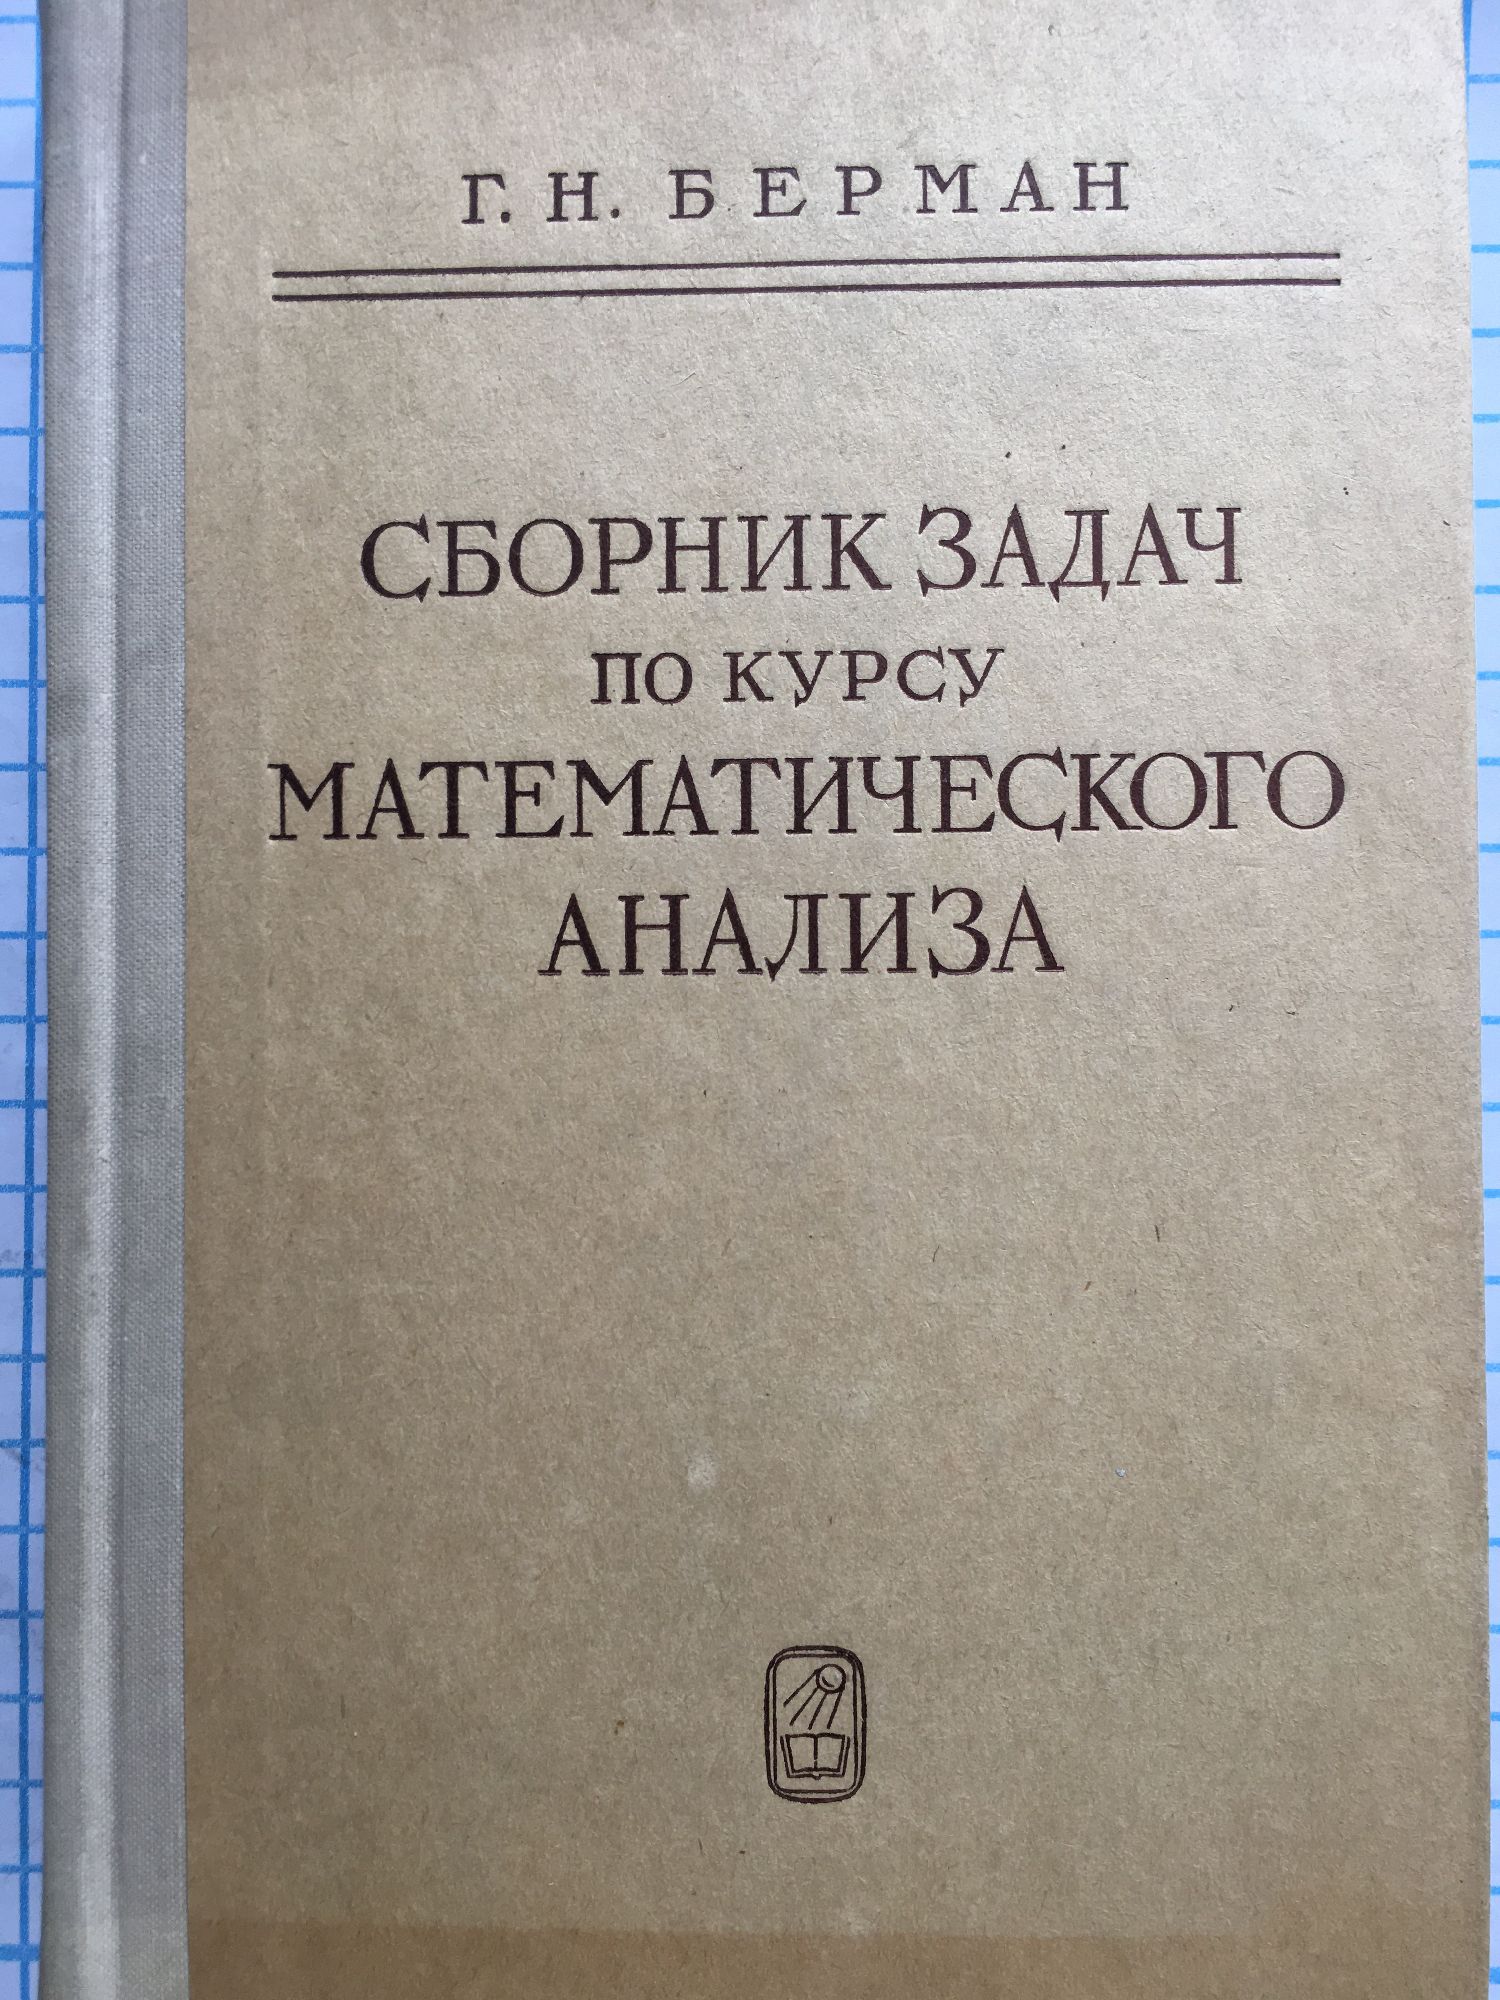 Г. Н. БЕРМАН
СБОРНИК ЗАДАЧ
ПО КУРСУ
МАТЕМАТИЧЕСКОГО
АНАЛИЗА